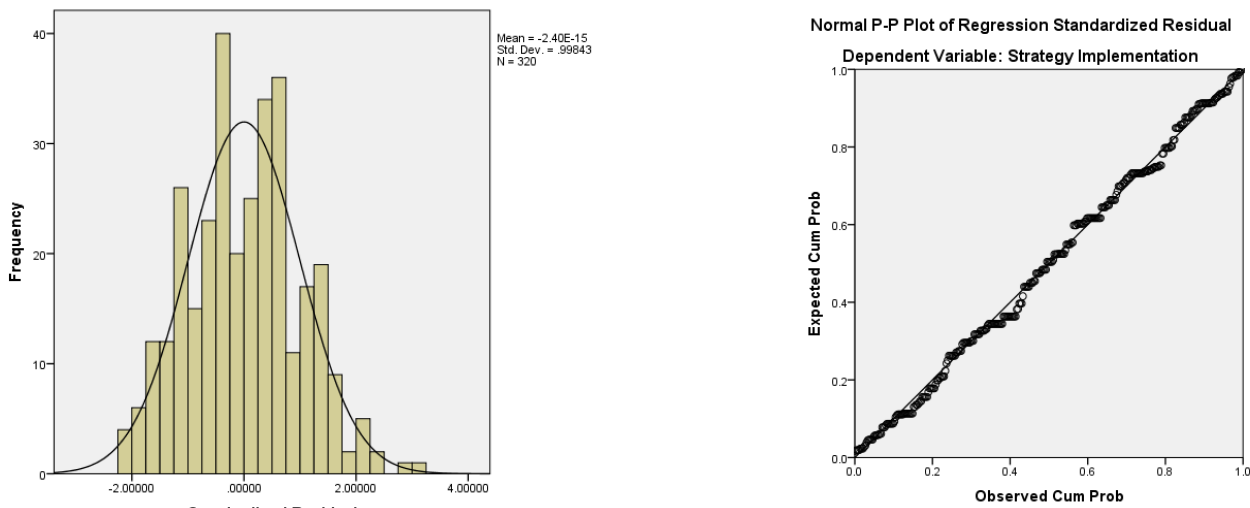 Mean = -2.40E-15
Std. Dev. = .99843
N = 320
40
30
20
10
0
Frequency
-2.00000
.00000
2.00000
4.00000
Normal P-P Plot of Regression Standardized Residual
Dependent Variable: Strategy Implementation
1.0
0.8
0.6
0.4
0.2
0.0
Expected Cum Prob
0.0
0.2
0.4
0.6
0.8
1.0
Observed Cum Prob